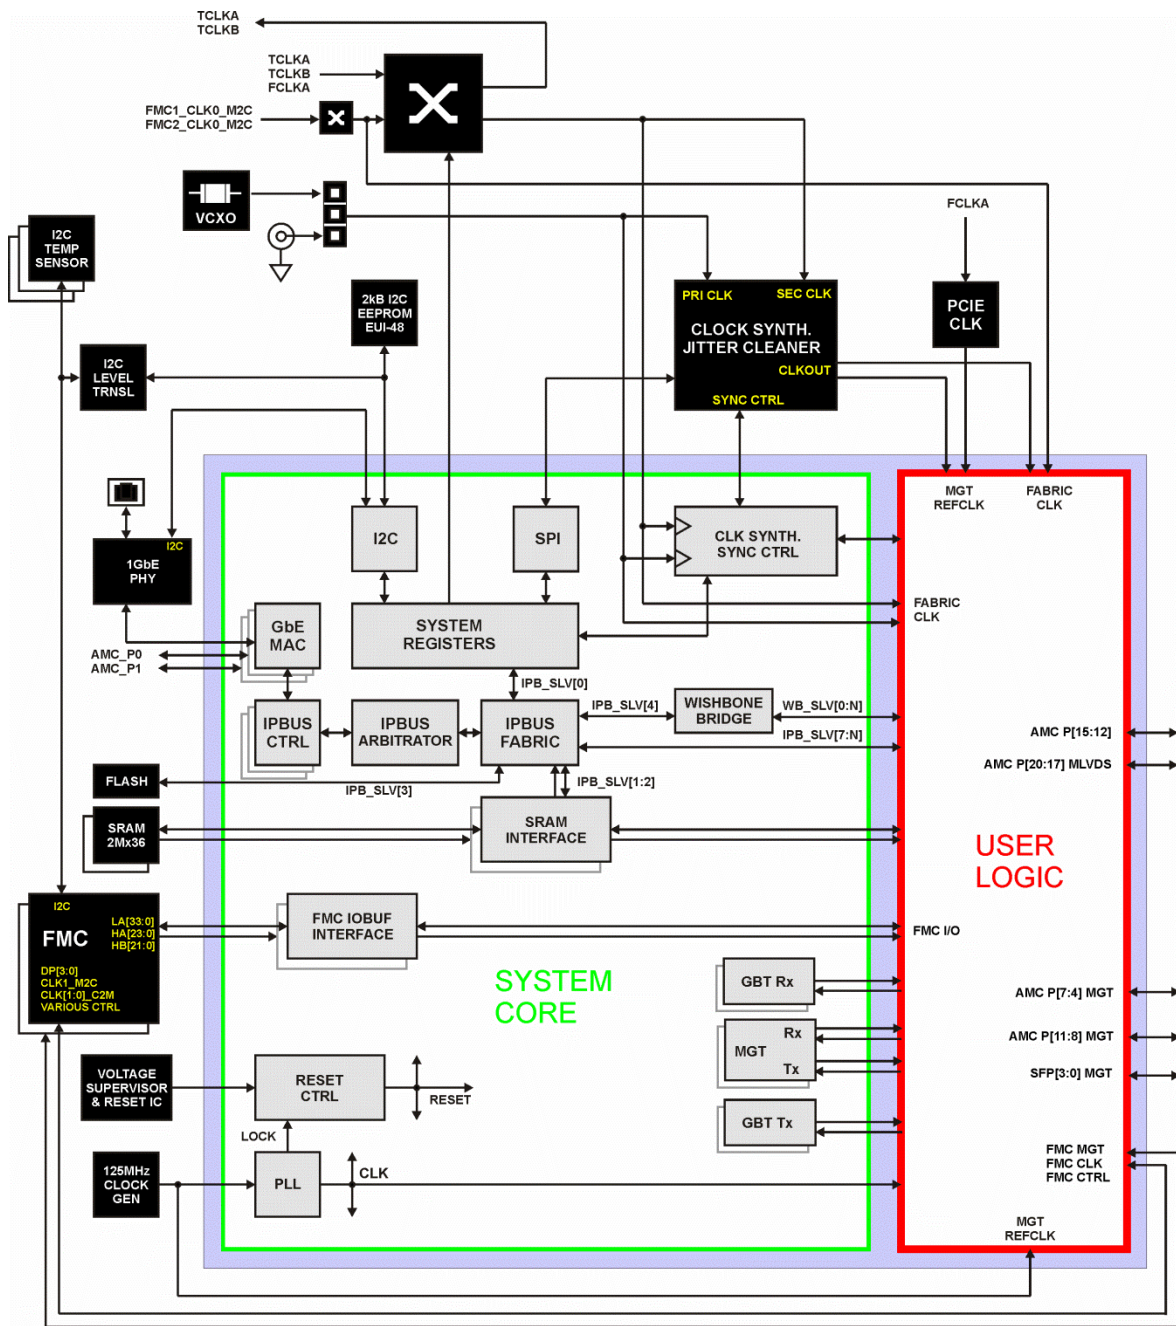 TCLKA
TCLKB
TCLKA
TCLKB
FCLKA
FMC1_CLK0_M2C
FMC2_CLK0_M2C
VCXO
FCLKA
I2C
TEMP
SENSOR
2kB I2C
EEPROM
EUI-48
PRI CLK
SEC CLK
CLOCK SYNTH.
JITTER CLEANER
CLKOUT
SYNC CTRL
PCIE
CLK
I2C
LEVEL
TRNSL
MGT
REFCLK
FABRIC
CLK
I2C
1GbE
PHY
I2C
SPI
CLK SYNTH.
SYNC CTRL
FABRIC
CLK
GbE
MAC
SYSTEM
REGISTERS
AMC_P0
AMC_P1
IPB_SLV[0]
IPBUS
CTRL
IPBUS
ARBITRATOR
IPBUS
FABRIC
IPB_SLV[4]
WISHBONE
BRIDGE
WB_SLV[0:N]
IPB_SLV[7:N]
AMC P[15:12]
AMC P[20:17] MLVDS
FLASH
IPB_SLV[3]
IPB_SLV[1:2]
SRAM
2Mx36
SRAM
INTERFACE
USER
LOGIC
I2C
FMC
LA[33:0]
HA[23:0]
HB[21:0]
DP[3:0]
CLK1_M2C
CLK[1:0]_C2M
VARIOUS CTRL
FMC IOBUF
INTERFACE
FMC I/O
SYSTEM
CORE
GBT Rx
AMC P[7:4] MGT
MGT
Rx
Tx
AMC P[11:8] MGT
SFP[3:0] MGT
VOLTAGE
SUPERVISOR
& RESET IC
RESET
CTRL
RESET
GBT Tx
LOCK
FMC MGT
FMC CLK
FMC CTRL
125MHz
CLOCK
GEN
PLL
CLK
MGT
REFCLK